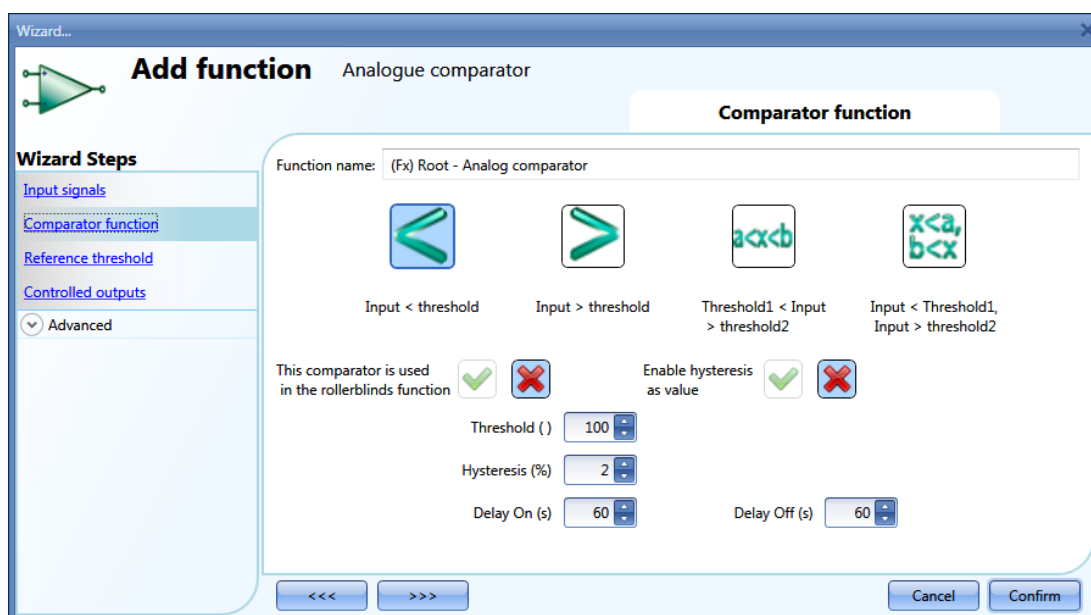 Wizard...
Add function Analogue comparator
Comparator function
Wizard Steps
Input signals
Comparator function
Reference threshold
Controlled outputs
Advanced
Function name: (Fx) Root - Analog comparator
a<x<b
x<a,
b<x
Input < threshold
Input > threshold
Threshold1 < Input
> threshold2
Input < Threshold1,
Input > threshold2
This comparator is used
in the rollerblinds function
Enable hysteresis
as value
Threshold ( ) 100
Hysteresis (%) 2
Delay On (s) 60 Delay Off (s) 60
<<< >>> Cancel Confirm